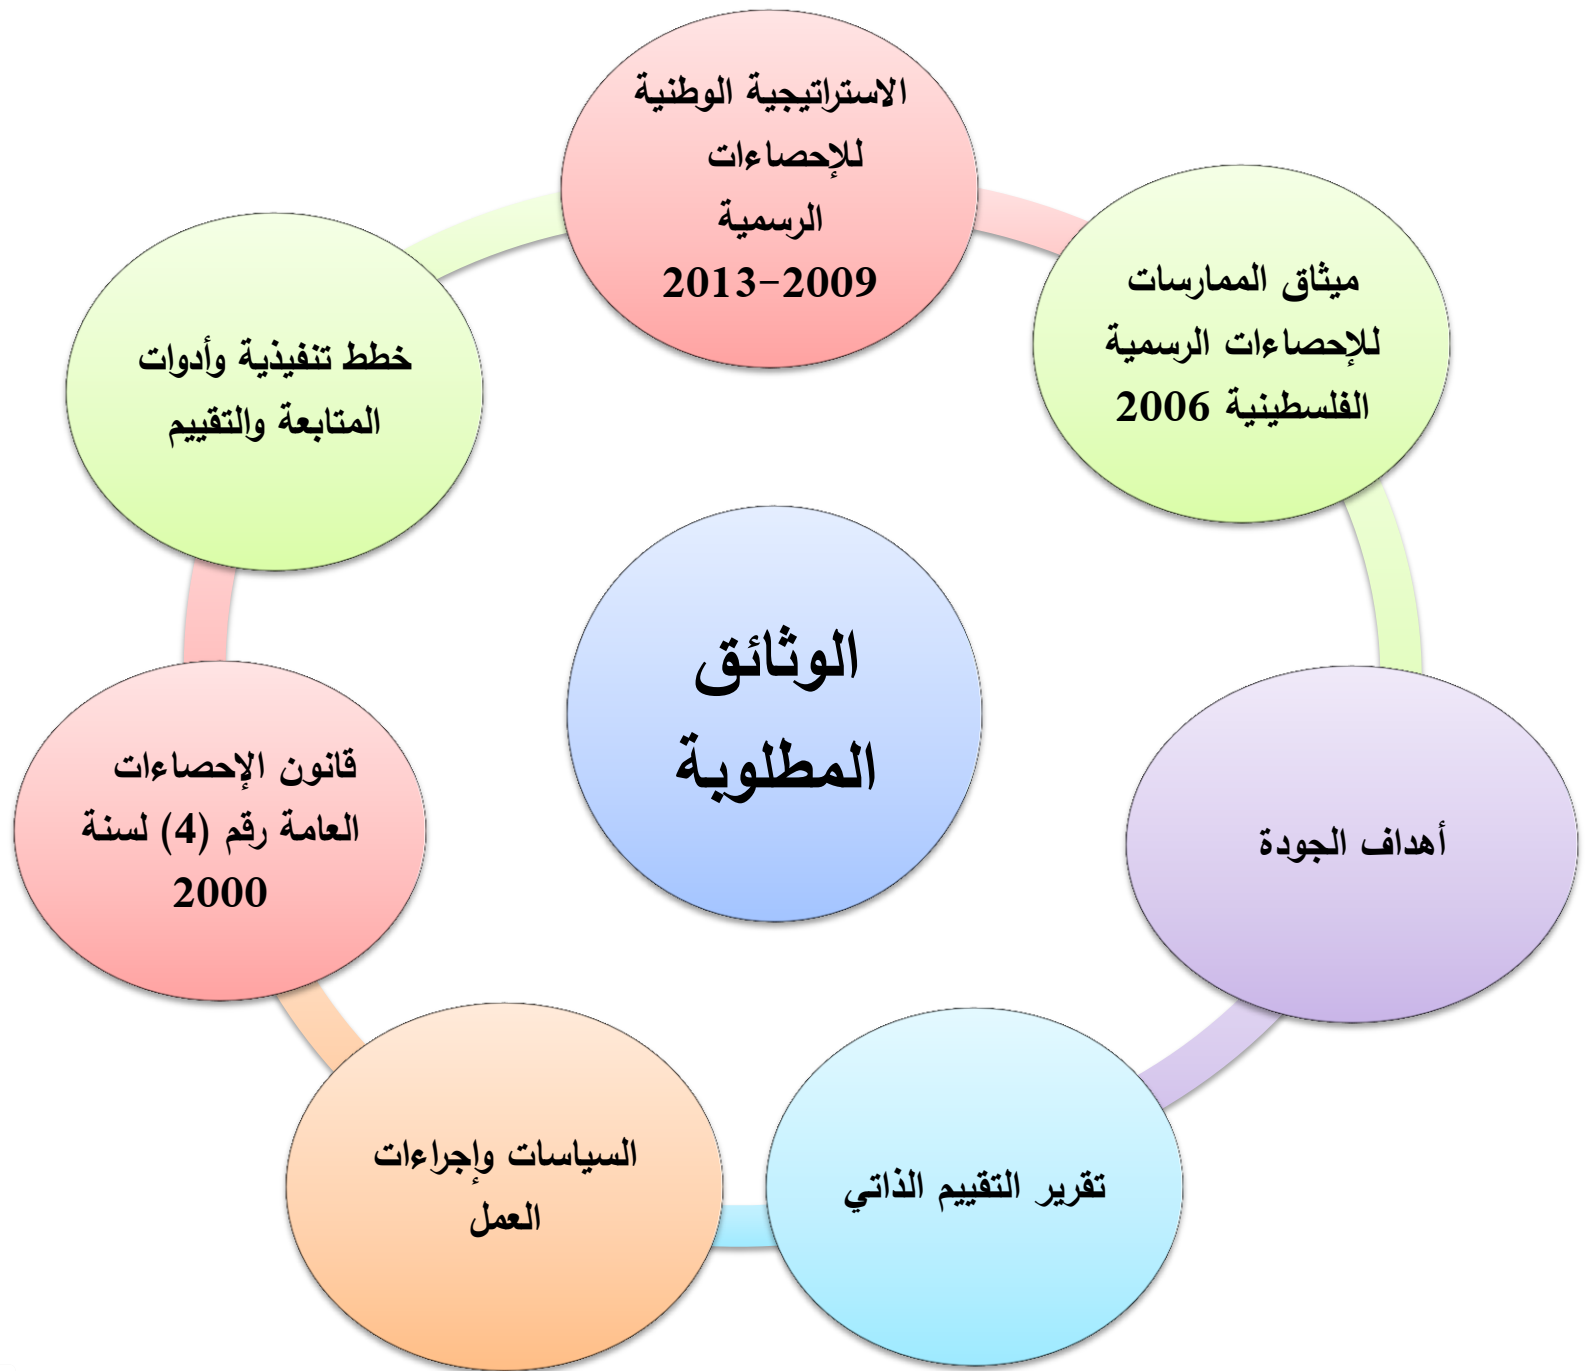 الاستراتيجية الوطنية
للإحصاءات
الرسمية
2009-2013
ميثاق الممارسات
للإحصاءات الرسمية
الفلسطينية 2006
خطط تنفيذية وأدوات
المتابعة والتقييم
الوثائق
المطلوبة
أهداف الجودة
قانون الإحصاءات
العامة رقم (4) لسنة
2000
تقرير التقييم الذاتي
السياسات وإجراءات
العمل